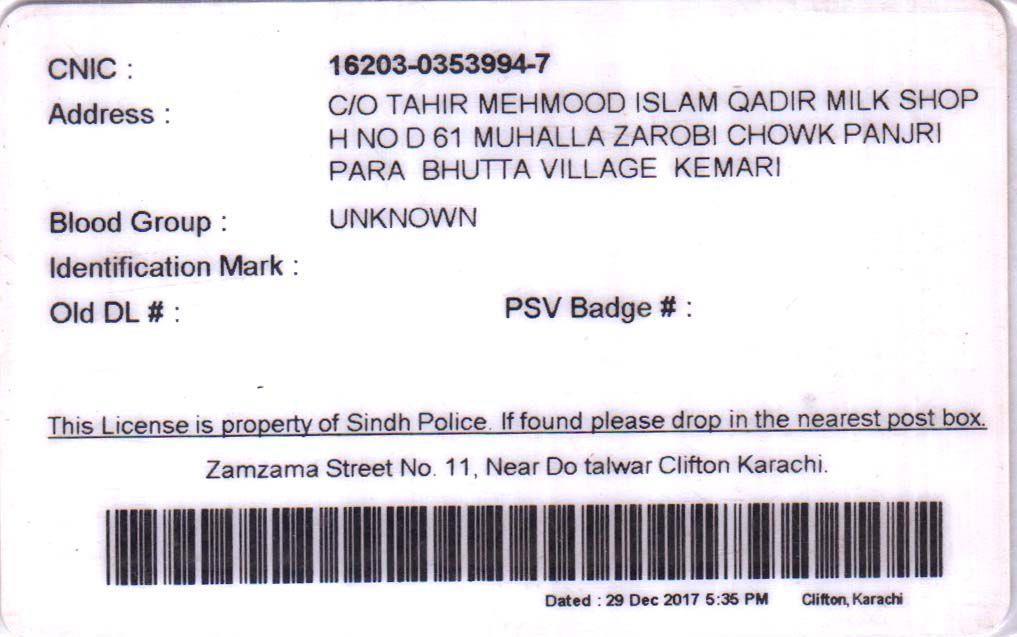 CNIC : 16203-0353994-7
Address : C/O TAHIR MEHMOOD ISLAM QADIR MILK SHOP
H NO D 61 MUHALLA ZAROBI CHOWK PANJRI
PARA BHUTTA VILLAGE KEMARI
Blood Group : UNKNOWN
Identification Mark :
Old DL # : PSV Badge # :
This License is property of Sindh Police. If found please drop in the nearest post box.
Zamzama Street No. 11, Near Do talwar Clifton Karachi.
Dated : 29 Dec 2017 5:35 PM Clifton, Karachi